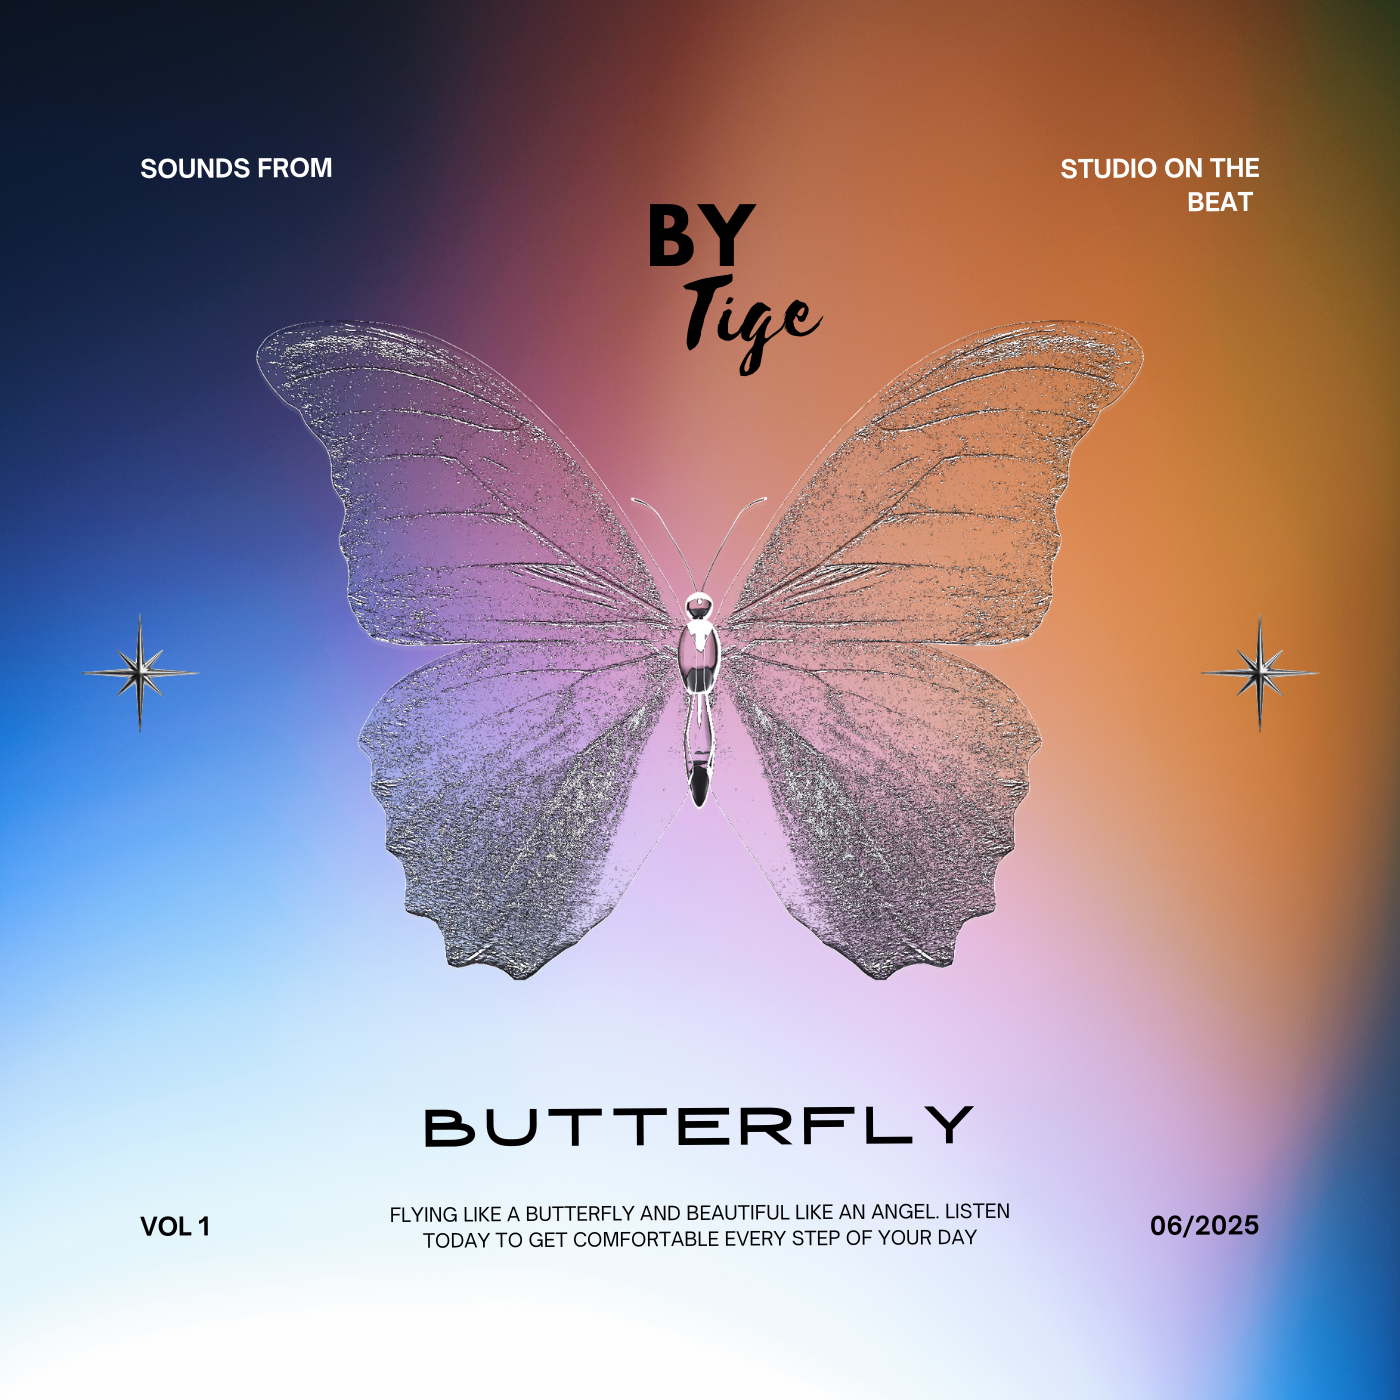 SOUNDS FROM
STUDIO ON THE
BEAT
BY
Tige
BUTTERFLY
FLYING LIKE A BUTTERFLY AND BEAUTIFUL LIKE AN ANGEL. LISTEN
TODAY TO GET COMFORTABLE EVERY STEP OF YOUR DAY
VOL 1
06/2025